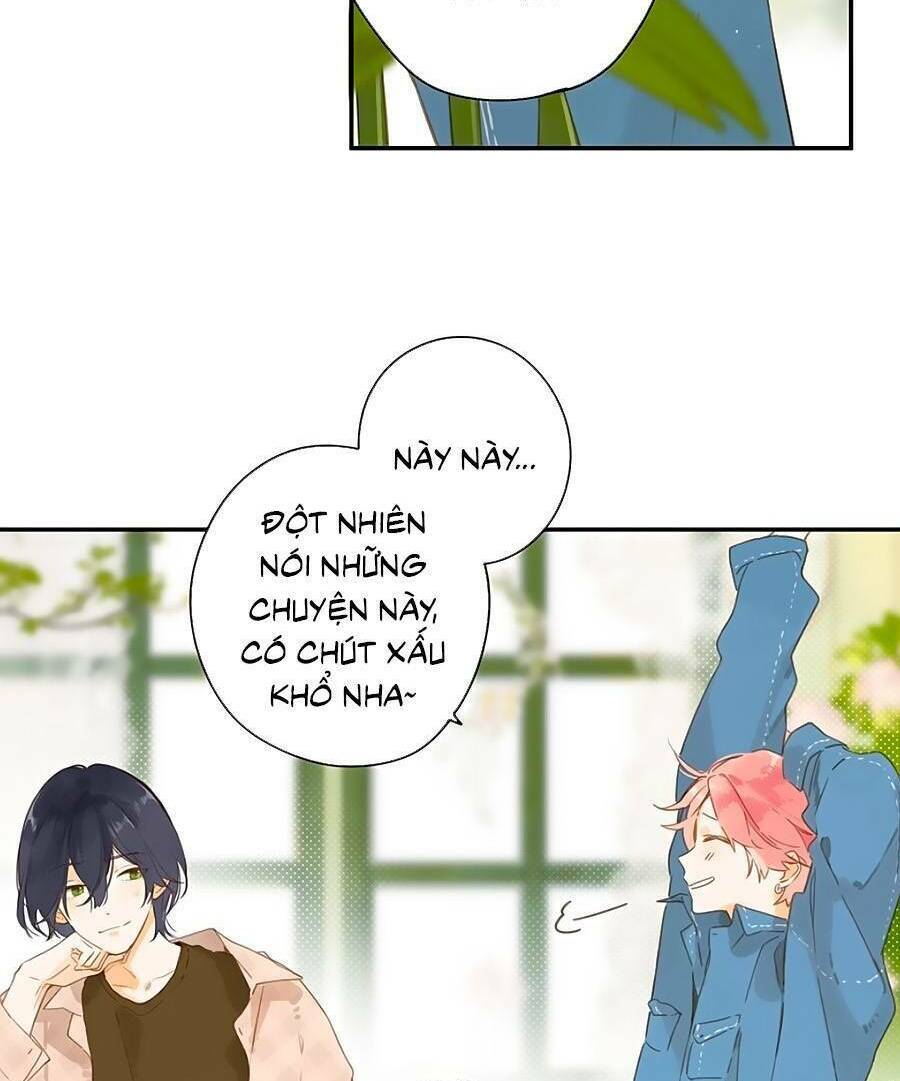 NÀY NÀY...
ĐỘT NHIÊN
NÓI NHỮNG
CHUYỆN NÀY,
CÓ CHÚT XẤU
KHỔ NHA~